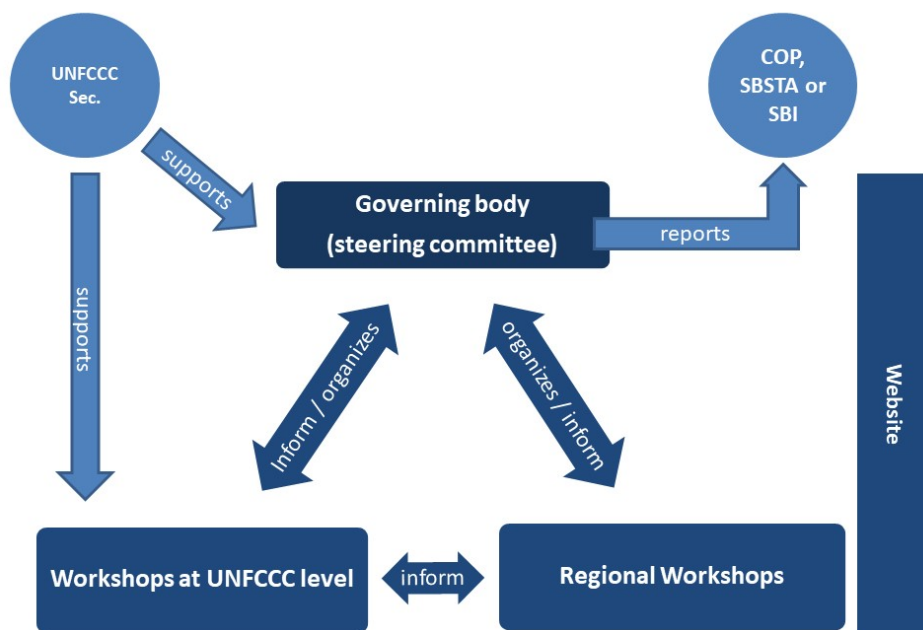 UNFCCC
Sec.
COP,
SBSTA or
SBI
supports
Governing body
(steering committee)
reports
supports
Inform / organizes
organizes / inform
Website
Workshops at UNFCCC level
inform
Regional Workshops